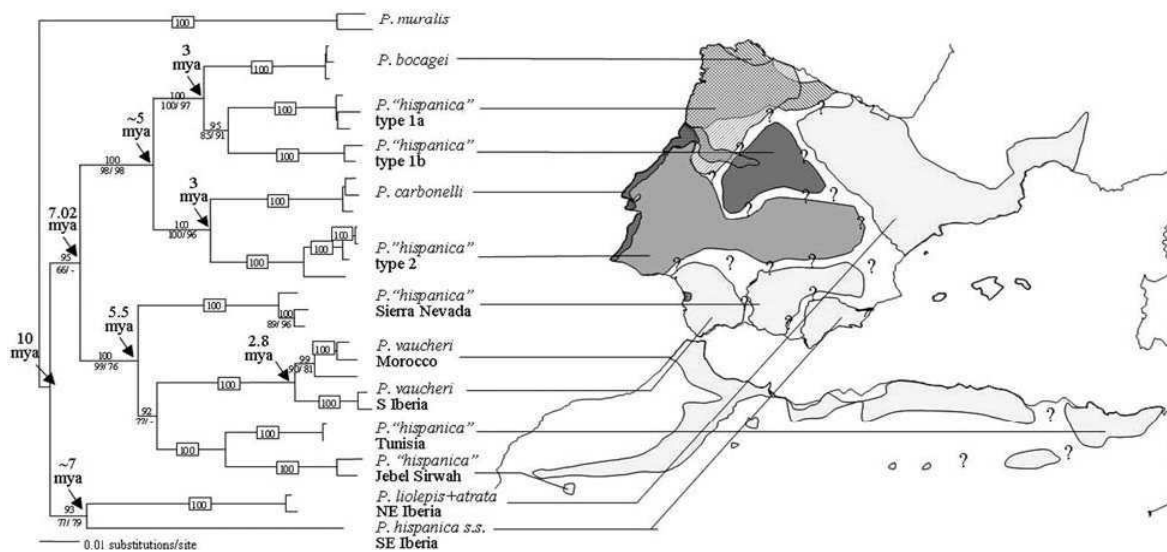 100
P. muralis
3
mya
100
P. bocagei
100
100/ 97
100
P. “hispanica”
type 1a
~5
mya
95
85/ 91
100
P. “hispanica”
type 1b
100
98/ 98
3
mya
100
P. carbonelli
7.02
mya
100
100/ 96
100
100
100
P. “hispanica”
type 2
95
66/ -
100
P. “hispanica”
Sierra Nevada
100
89/ 96
5.5
mya
10
mya
100
99/ 76
2.8
mya
100
P. vaucheri
Morocco
99
90/ 81
100
100
P. vaucheri
S Iberia
92
77/ -
100
P. “hispanica”
Tunisia
100
100
P. “hispanica”
Jebel Sirwah
~7
mya
100
P. liolepis+atrata
NE Iberia
93
77/ 79
P. hispanica s.s.
SE Iberia
0.01 substitutions/site
? ?
? ?
? ?
? ? ?
? ? ? ?
? ?
?
?
? ?